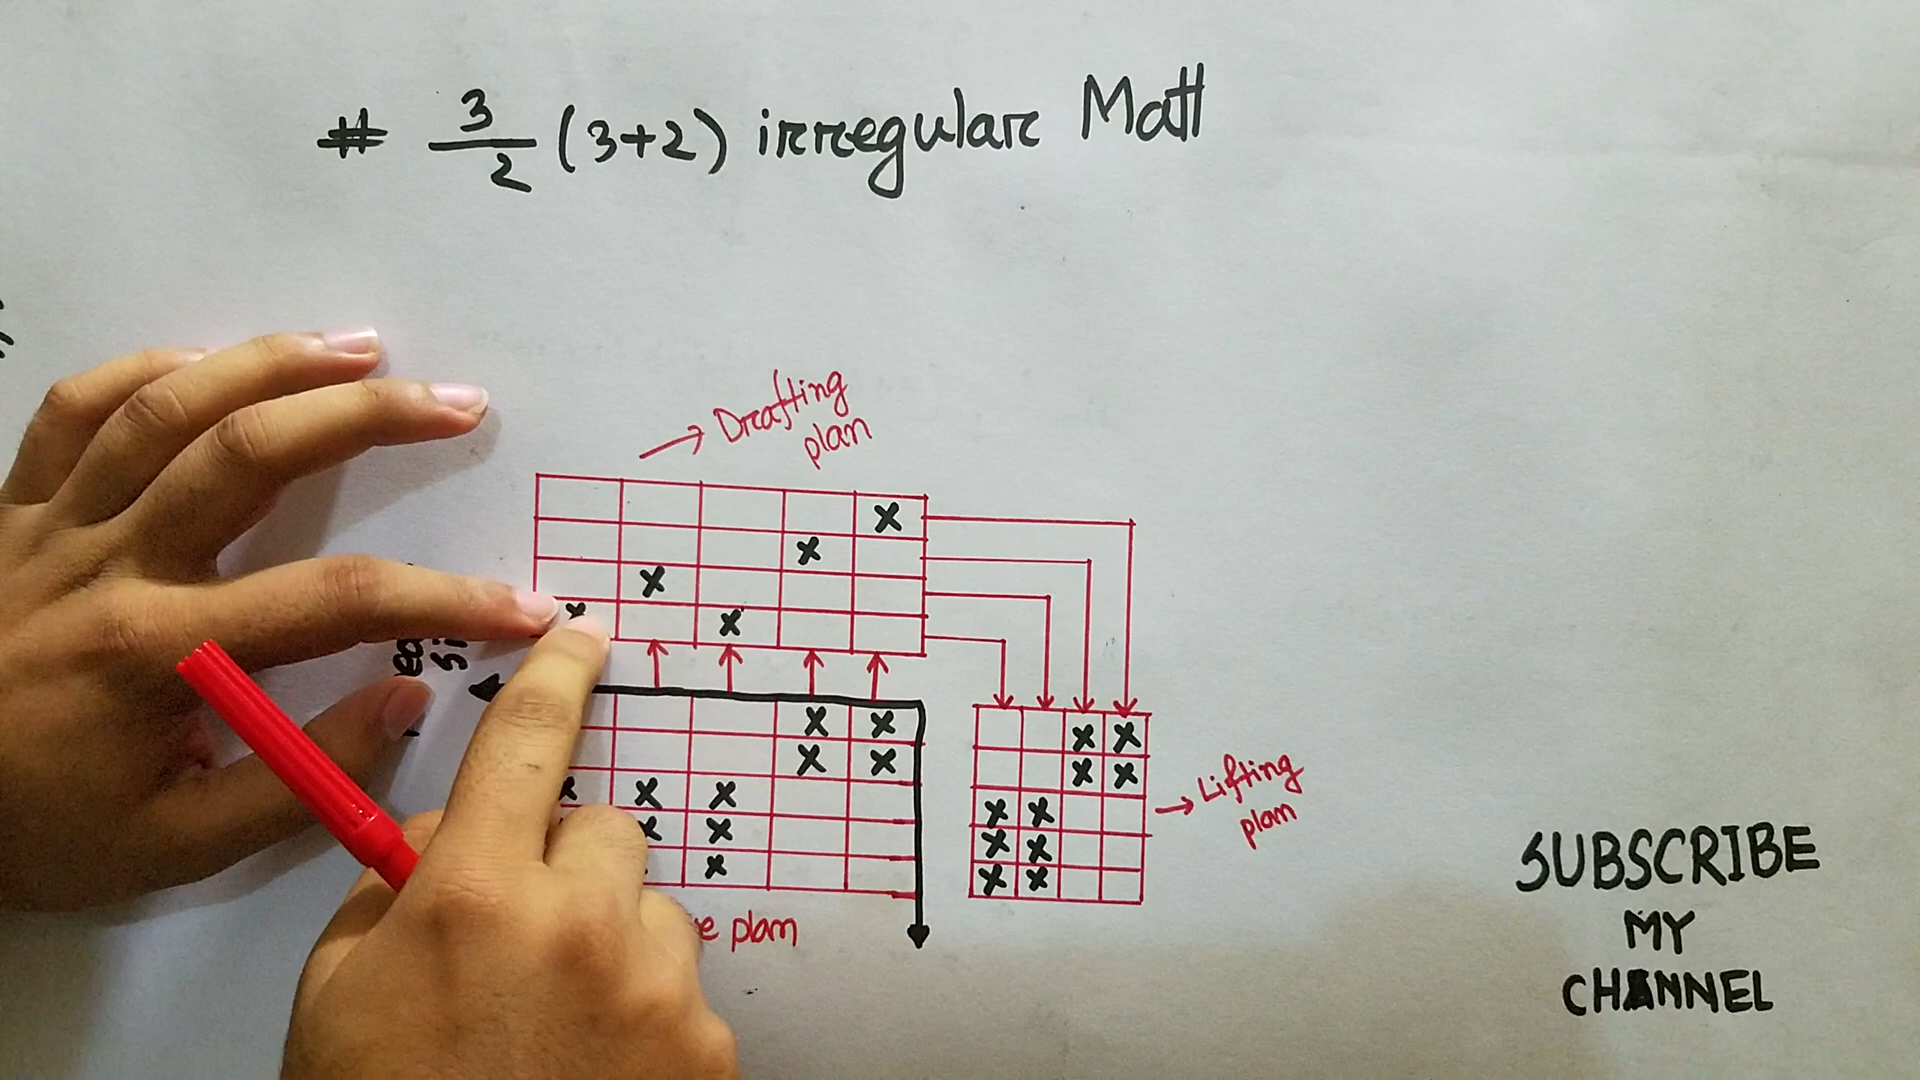 # 3/2 (3+2) irregular Matt
Drafting
plan
X
X
X
X
X
X X
X X
X X X
X X
X
X X
X X
X X
X X
X X
Lifting
plan
plan
SUBSCRIBE
MY
CHANNEL